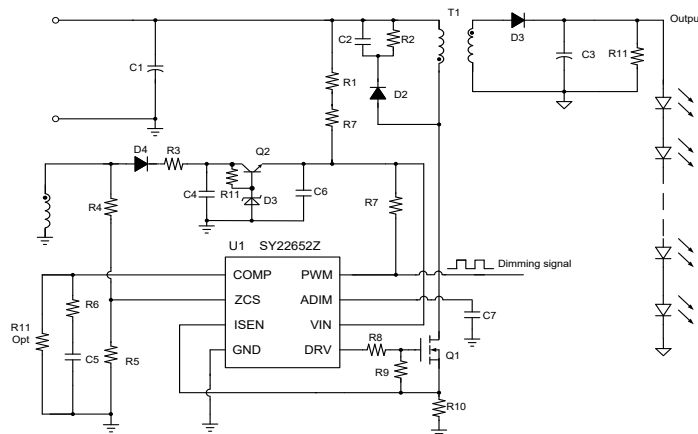 T1
D3
Output
C2
R2
C1
R1
D2
C3
R11
R7
D4
R3
Q2
R4
C4
R11
D3
C6
R7
U1 SY22652Z
Dimming signal
COMP
PWM
ZCS
ADIM
ISEN
VIN
GND
DRV
R6
R11
Opt
C5
R5
C7
R8
R9
Q1
R10